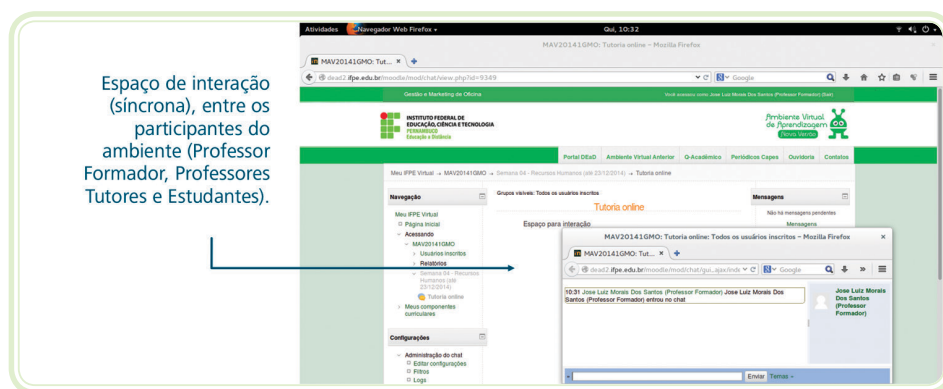 Espaço de interação
(síncrona), entre os
participantes do
ambiente (Professor
Formador, Professores
Tutores e Estudantes).
Atividades Navegador Web Firefox
Qui, 10:32
MAV20141GMO: Tutoria online - Mozilla Firefox
MAV20141GMO: Tut... ×
dead2.ifpe.edu.br/moodle/mod/chat/view.php?id=9349
Google
Gestão e Marketing de Oficina
Você acessou como Jose Luiz Morais Dos Santos (Professor Formador) (Sair)
INSTITUTO FEDERAL DE
EDUCAÇÃO, CIÊNCIA E TECNOLOGIA
PERNAMBUCO
Educação a Distância
Ambiente Virtual
de Aprendizagem
Nova Versão
Portal DEaD Ambiente Virtual Anterior Q-Acadêmico Periódicos Capes Ouvidoria Contatos
Meu IFPE Virtual → MAV20141GMO → Semana 04 - Recursos Humanos (até 23/12/2014) → Tutoria online
Navegação
Meu IFPE Virtual
Página inicial
Acessando
MAV20141GMO
Usuários inscritos
Relatórios
Semana 04 - Recursos
Humanos (até
23/12/2014)
Tutoria online
Meus componentes
curriculares
Configurações
Administração do chat
Editar configurações
Filtros
Logs
Grupos visíveis: Todos os usuários inscritos
Tutoria online
Espaço para interação
Mensagens
Não há mensagens pendentes
Mensagens
MAV20141GMO: Tutoria online: Todos os usuários inscritos - Mozilla Firefox ×
MAV20141GMO: Tut... ×
dead2.ifpe.edu.br/moodle/mod/chat/gui_ajax/inde
Google
10:31 Jose Luiz Morais Dos Santos (Professor Formador) Jose Luiz Morais Dos
Santos (Professor Formador) entrou no chat
Jose Luiz Morais
Dos Santos
(Professor
Formador)
Enviar Temas